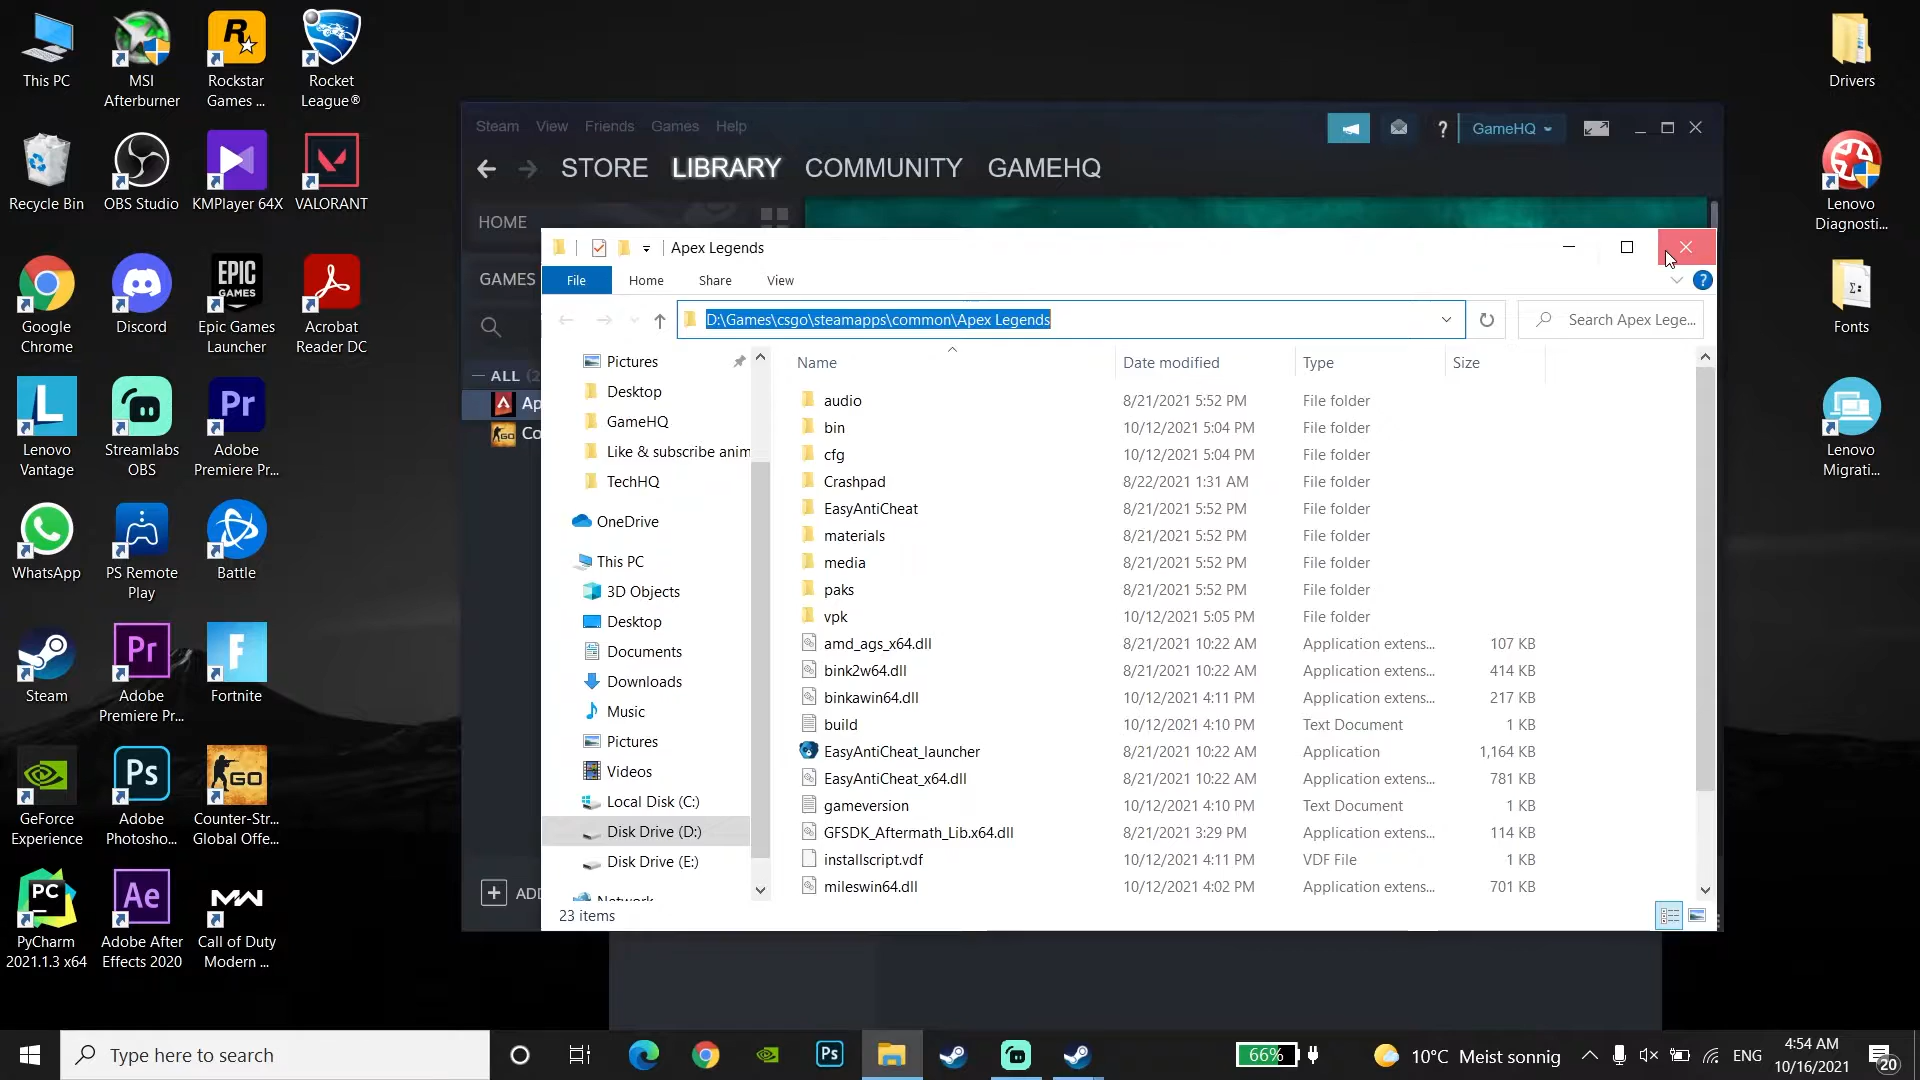 This PC
MSI
Afterburner
Rockstar
Games ...
Rocket
League®
Recycle Bin
OBS Studio
KMPlayer 64X
VALORANT
Google
Chrome
Discord
EPIC
GAMES
Epic Games
Launcher
Acrobat
Reader DC
Lenovo
Vantage
Streamlabs
OBS
Pr
Adobe
Premiere Pr...
WhatsApp
PS Remote
Play
Battle
Steam
Pr
Adobe
Premiere Pr...
Fortnite
GeForce
Experience
Ps
Adobe
Photosho...
GO
Counter-Str...
Global Offe...
PC
PyCharm
2021.1.3 x64
Ae
Adobe After
Effects 2020
MW
Call of Duty
Modern ...
Drivers
Lenovo
Diagnosti...
Fonts
Lenovo
Migrati...
Steam View Friends Games Help
GameHQ
STORE LIBRARY COMMUNITY GAMEHQ
HOME
GAMES
ALL (2
Ap
Co
ADD
Apex Legends
File Home Share View
D:\Games\csgo\steamapps\common\Apex Legends
Search Apex Lege...
Pictures
Desktop
GameHQ
Like & subscribe anim
TechHQ
OneDrive
This PC
3D Objects
Desktop
Documents
Downloads
Music
Pictures
Videos
Local Disk (C:)
Disk Drive (D:)
Disk Drive (E:)
Network
Name Date modified Type Size
audio 8/21/2021 5:52 PM File folder
bin 10/12/2021 5:04 PM File folder
cfg 10/12/2021 5:04 PM File folder
Crashpad 8/22/2021 1:31 AM File folder
EasyAntiCheat 8/21/2021 5:52 PM File folder
materials 8/21/2021 5:52 PM File folder
media 8/21/2021 5:52 PM File folder
paks 8/21/2021 5:52 PM File folder
vpk 10/12/2021 5:05 PM File folder
amd_ags_x64.dll 8/21/2021 10:22 AM Application extens... 107 KB
bink2w64.dll 8/21/2021 10:22 AM Application extens... 414 KB
binkawin64.dll 10/12/2021 4:11 PM Application extens... 217 KB
build 10/12/2021 4:10 PM Text Document 1 KB
EasyAntiCheat_launcher 8/21/2021 10:22 AM Application 1,164 KB
EasyAntiCheat_x64.dll 8/21/2021 10:22 AM Application extens... 781 KB
gameversion 10/12/2021 4:10 PM Text Document 1 KB
GFSDK_Aftermath_Lib.x64.dll 8/21/2021 3:29 PM Application extens... 114 KB
installscript.vdf 10/12/2021 4:11 PM VDF File 1 KB
mileswin64.dll 10/12/2021 4:02 PM Application extens... 701 KB
23 items
Type here to search
Ps
66%
10°C Meist sonnig
ENG
4:54 AM
10/16/2021
20